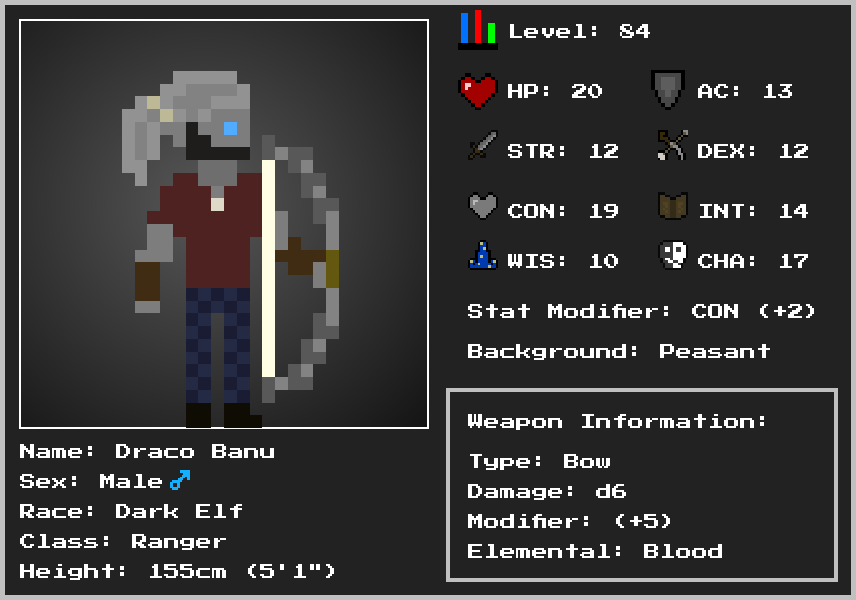 Level: 84
HP: 20
AC: 13
STR: 12
DEX: 12
CON: 19
INT: 14
WIS: 10
CHA: 17
Stat Modifier: CON (+2)
Background: Peasant
Name: Draco Banu
Sex: Male♂
Race: Dark Elf
Class: Ranger
Height: 155cm (5'1")
Weapon Information:
Type: Bow
Damage: d6
Modifier: (+5)
Elemental: Blood